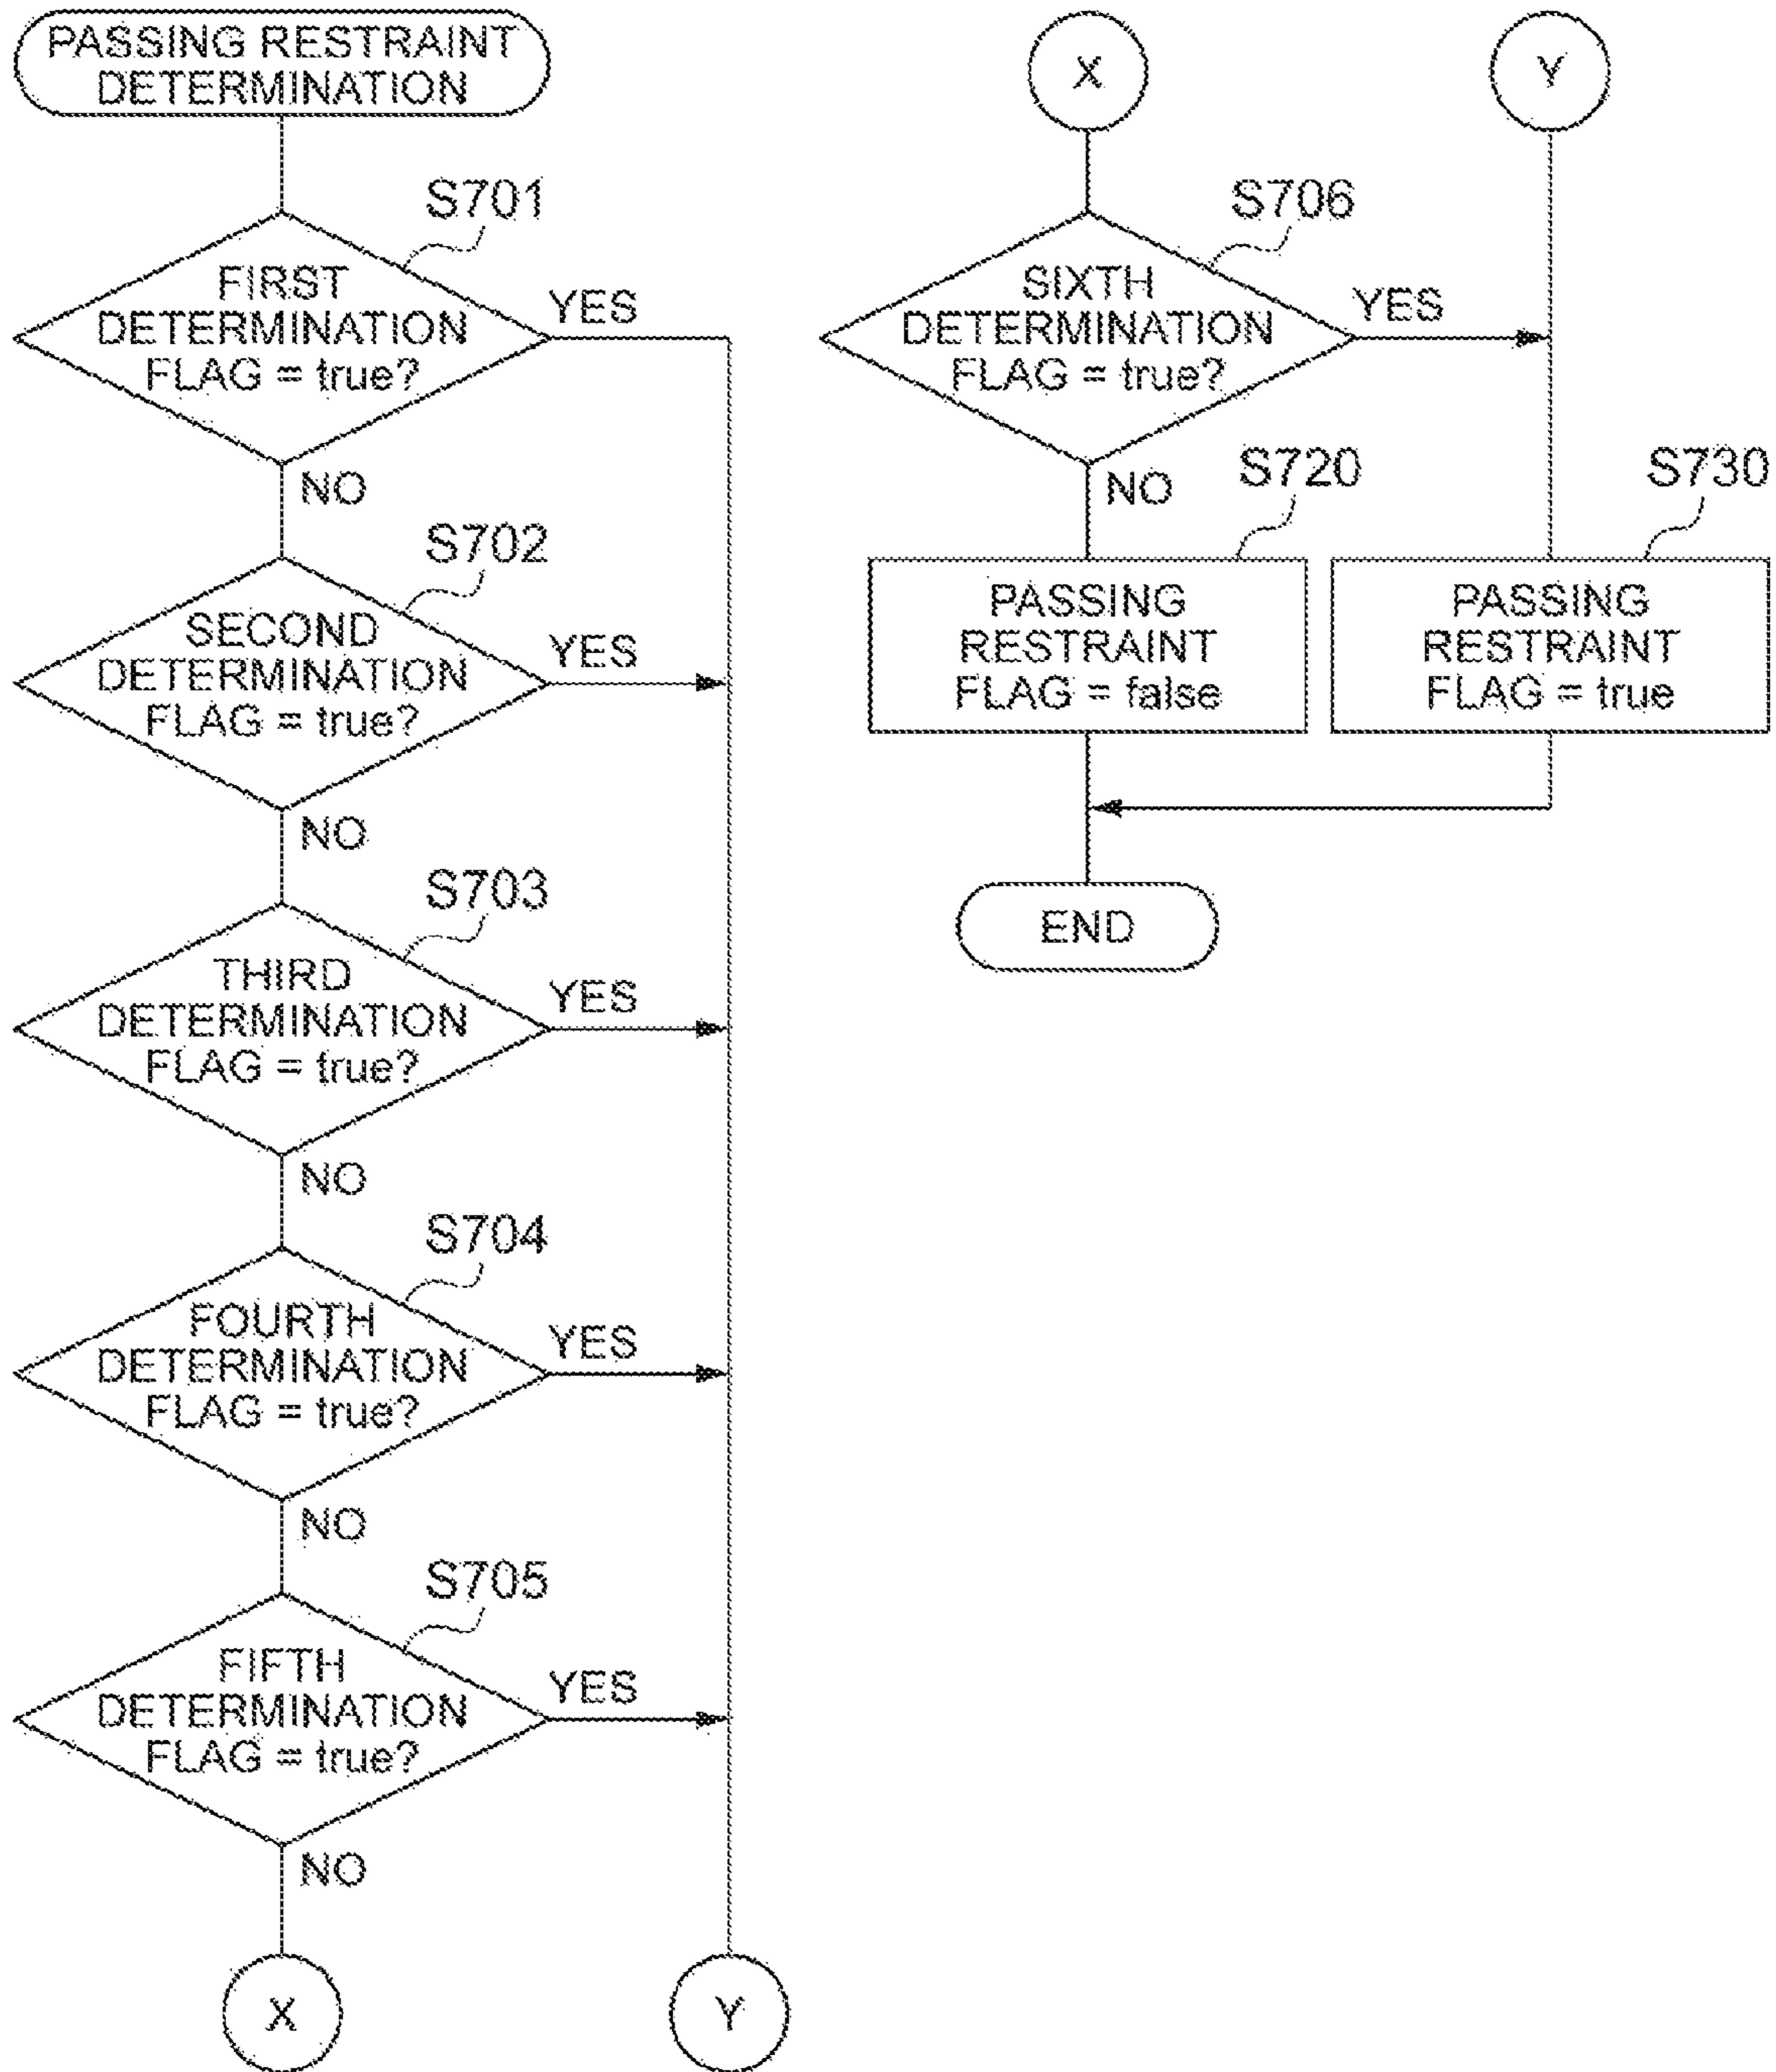 PASSING RESTRAINT
DETERMINATION
S701
FIRST
DETERMINATION
FLAG = true?
YES
NO
S702
SECOND
DETERMINATION
FLAG = true?
YES
NO
S703
THIRD
DETERMINATION
FLAG = true?
YES
NO
S704
FOURTH
DETERMINATION
FLAG = true?
YES
NO
S705
FIFTH
DETERMINATION
FLAG = true?
YES
NO
X
Y
X
Y
S706
SIXTH
DETERMINATION
FLAG = true?
YES
NO
S720
PASSING
RESTRAINT
FLAG = false
S730
PASSING
RESTRAINT
FLAG = true
END